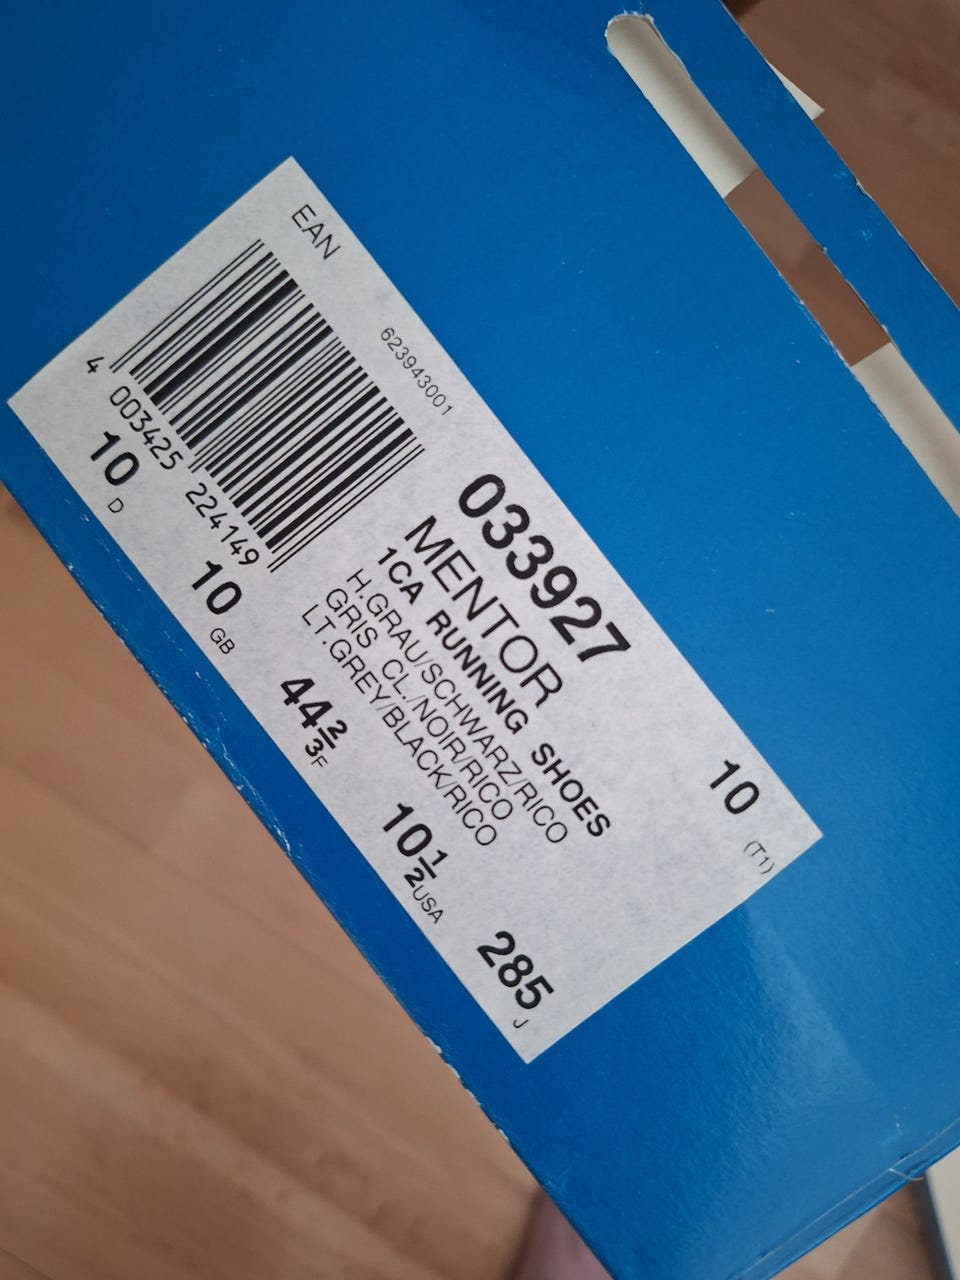 EAN
623943001
4 003425 224149
033927
MENTOR
1CA RUNNING SHOES
H.GRAU/SCHWARZ/RICO
GRIS CL./NOIR/RICO
LT.GREY/BLACK/RICO
10
(T1)
10 D 10 GB 44 2/3 F 10 1/2 USA 285 J